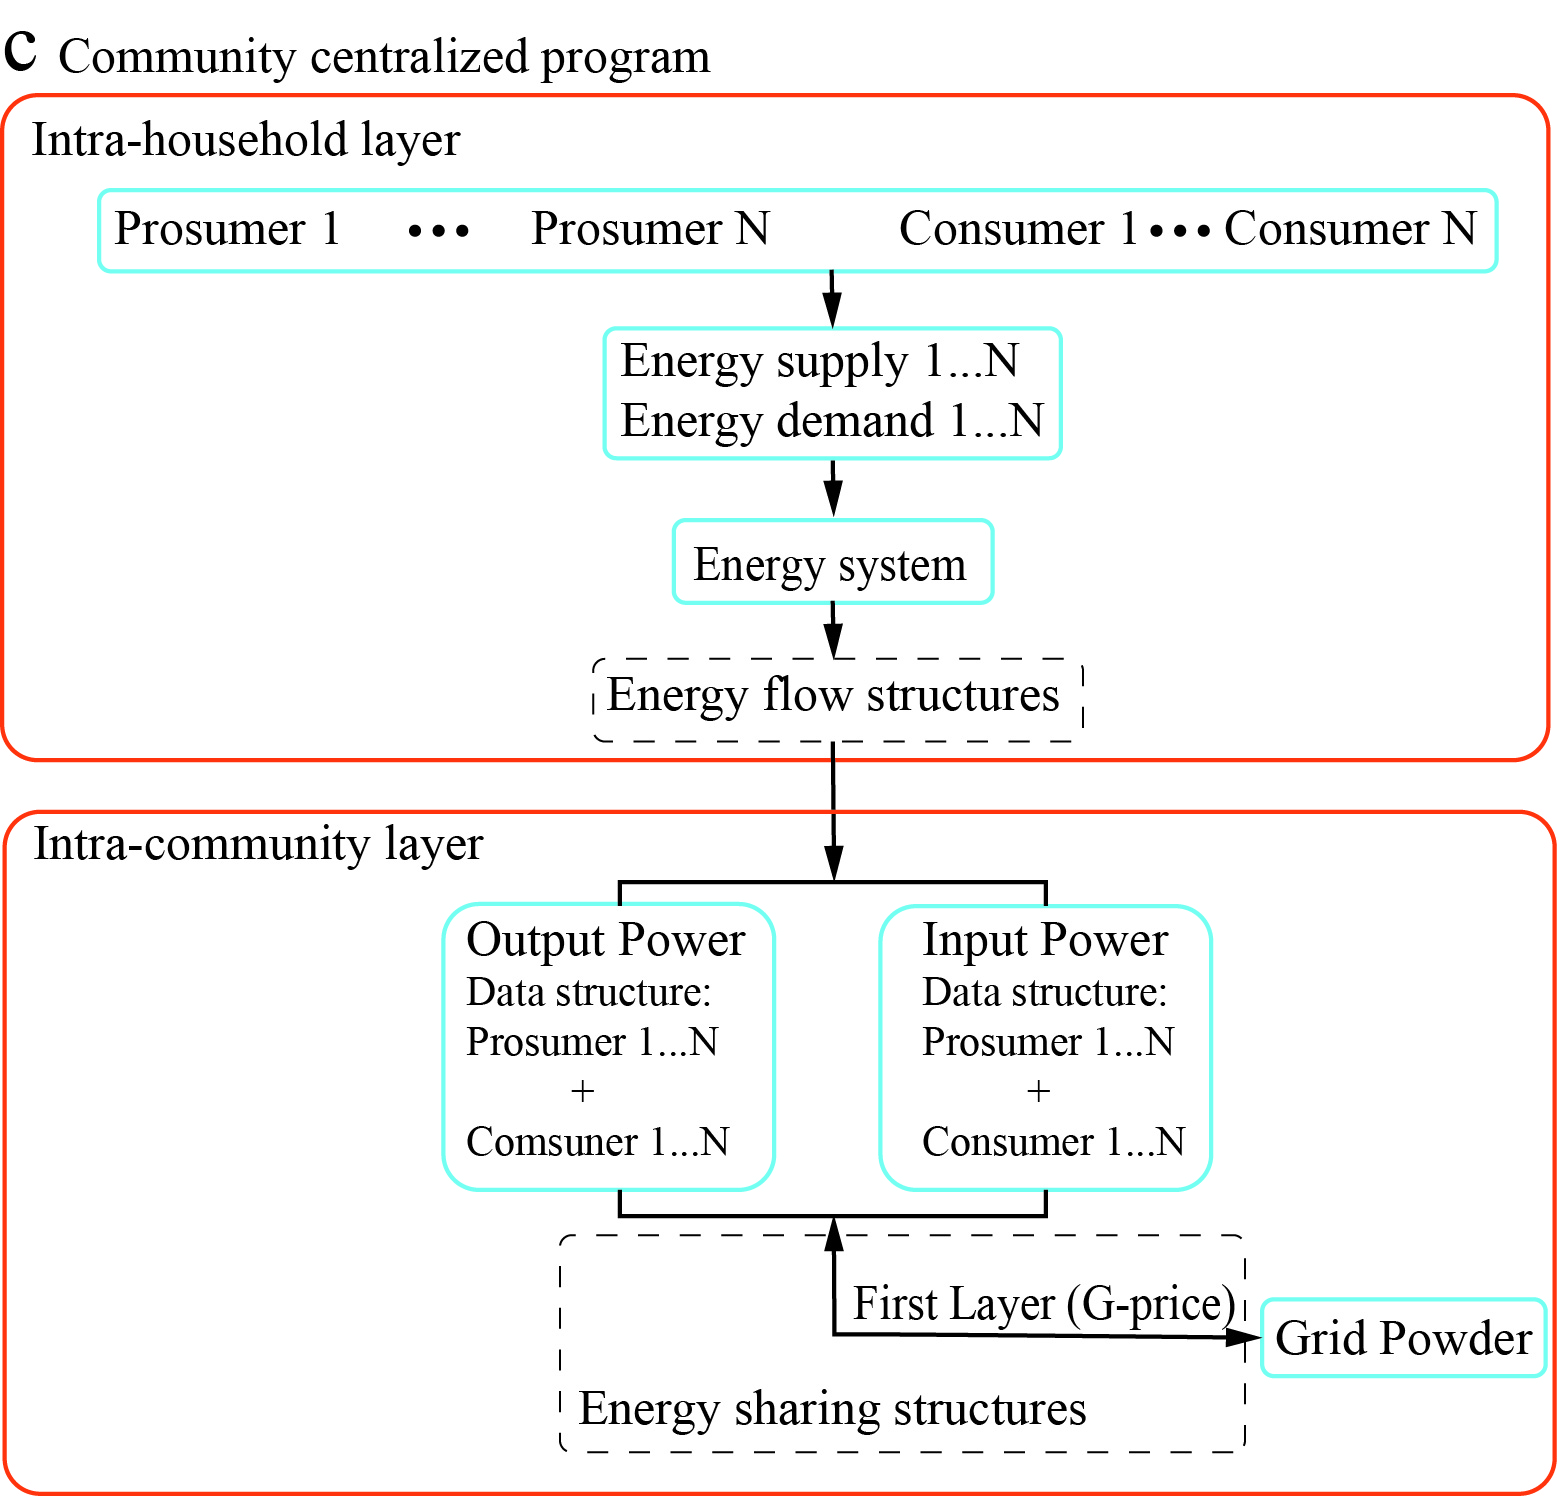 c Community centralized program
Intra-household layer
Prosumer 1 ••• Prosumer N Consumer 1 ••• Consumer N
Energy supply 1...N
Energy demand 1...N
Energy system
Energy flow structures
Intra-community layer
Output Power
Data structure:
Prosumer 1...N
+
Comsuner 1...N
Input Power
Data structure:
Prosumer 1...N
+
Consumer 1...N
First Layer (G-price)
Grid Powder
Energy sharing structures